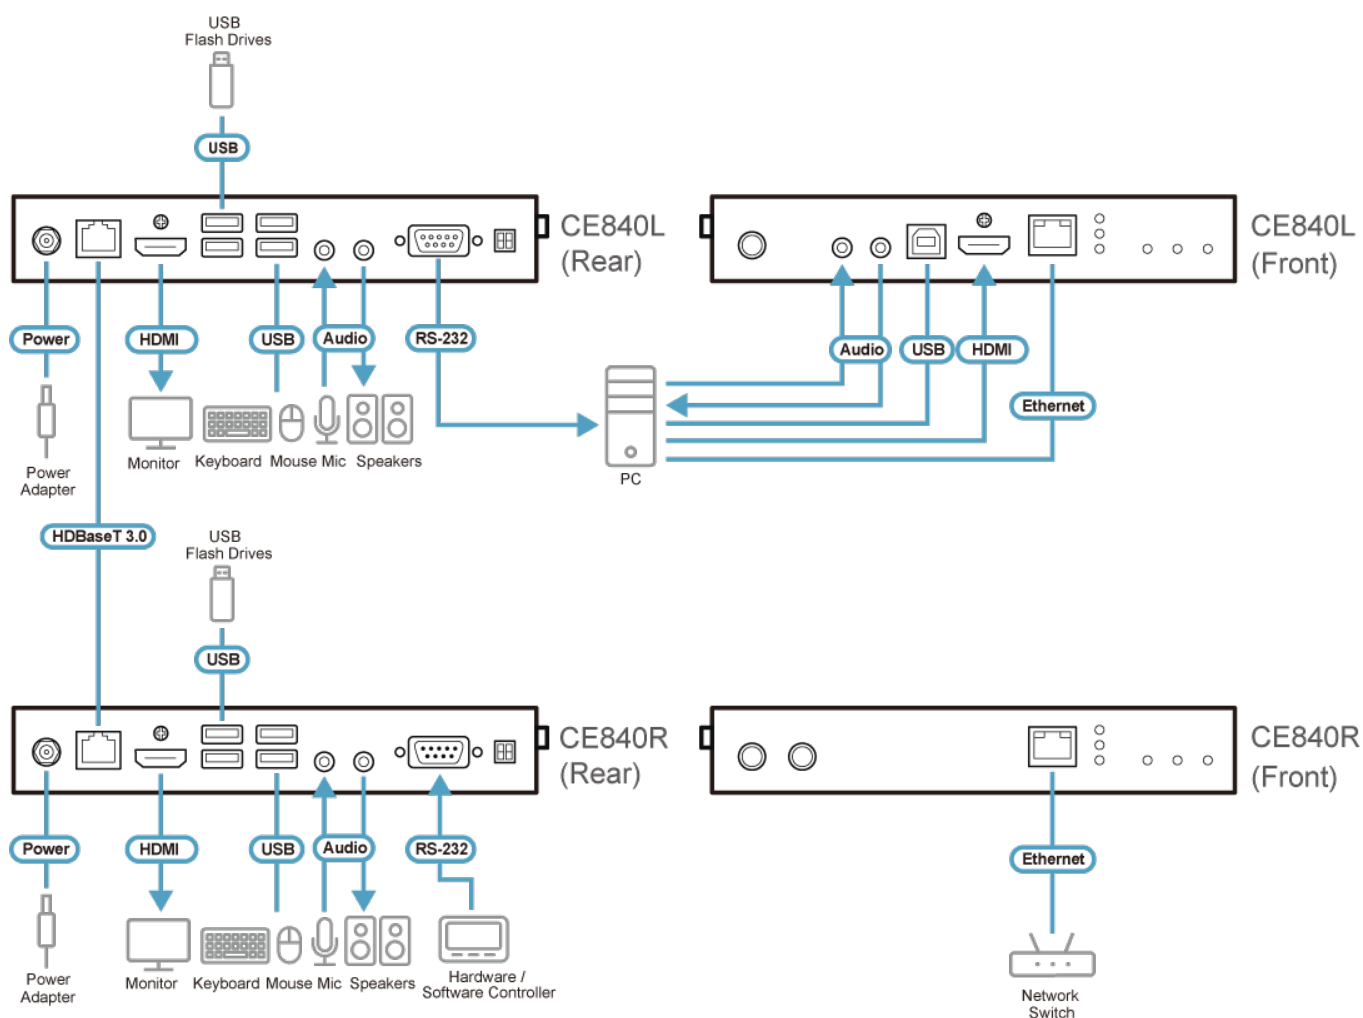 USB
Flash Drives
USB
CE840L
(Rear)
CE840L
(Front)
Power
HDMI
USB
Audio
RS-232
Audio
USB
HDMI
Ethernet
Power
Adapter
Monitor
Keyboard
Mouse
Mic
Speakers
PC
HDBaseT 3.0
USB
Flash Drives
USB
CE840R
(Rear)
CE840R
(Front)
Power
HDMI
USB
Audio
RS-232
Ethernet
Power
Adapter
Monitor
Keyboard
Mouse
Mic
Speakers
Hardware /
Software Controller
Network
Switch